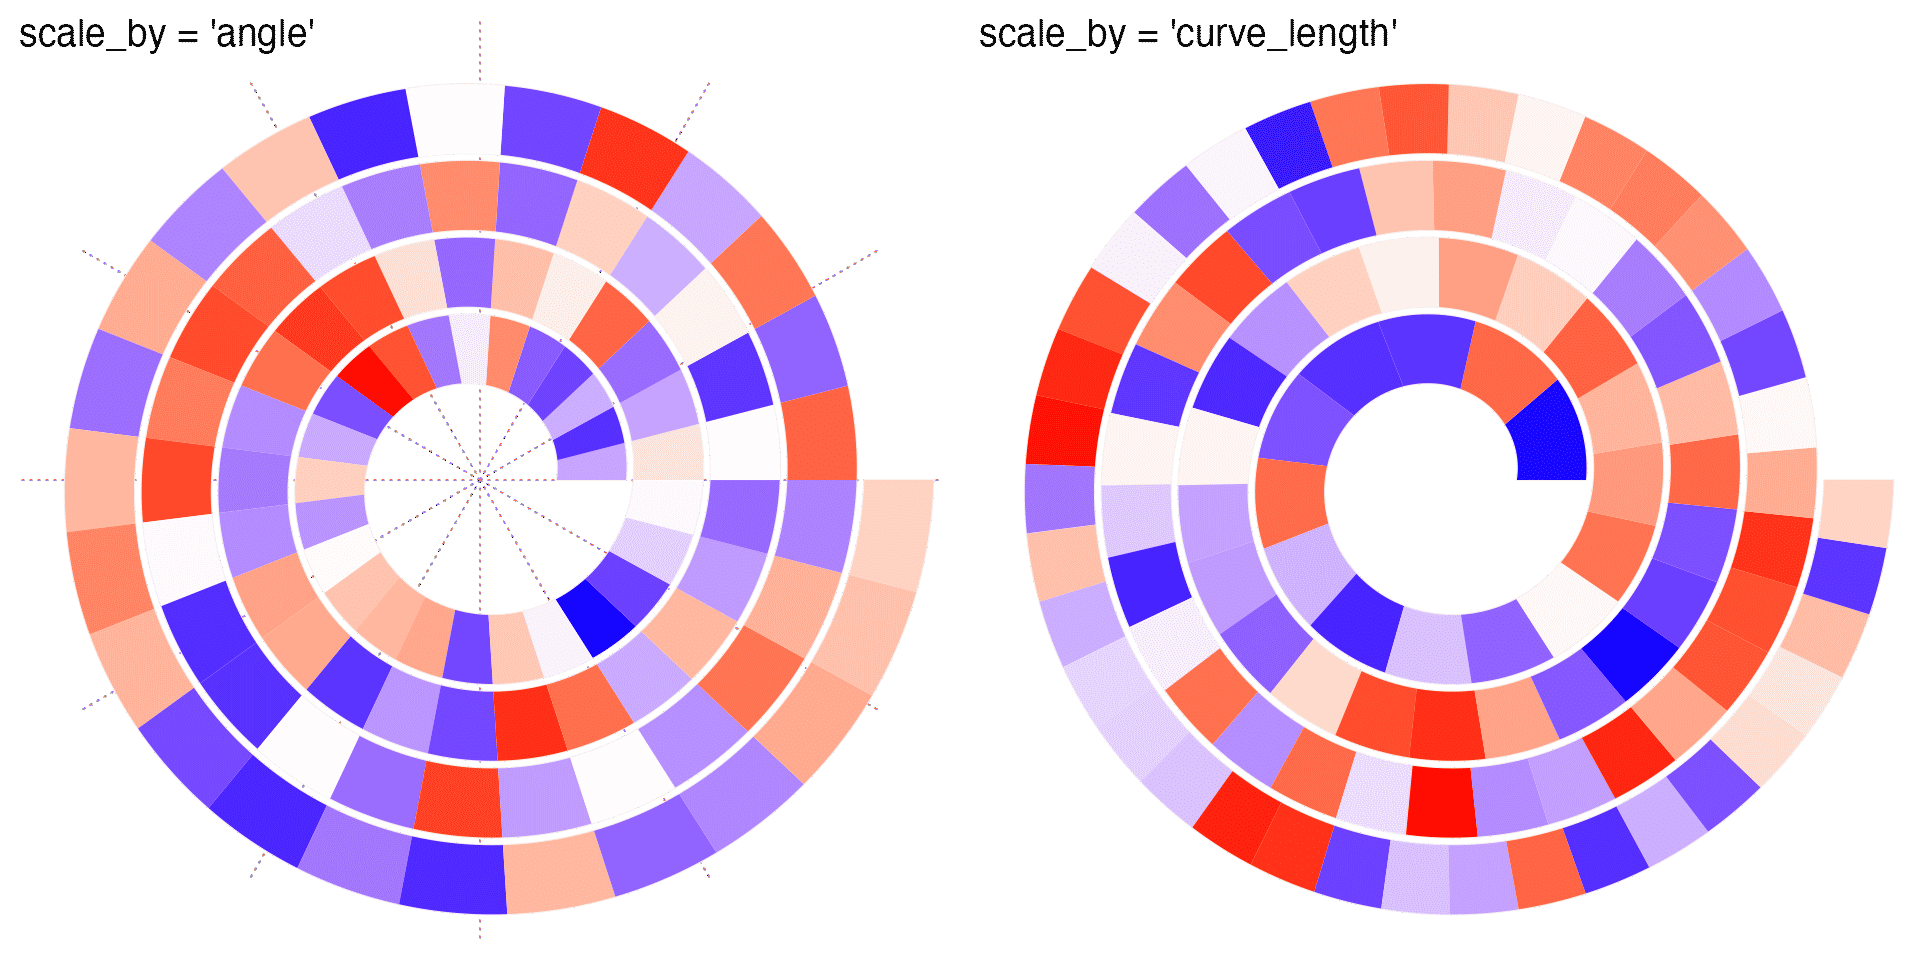 scale_by = 'angle'
scale_by = 'curve_length'